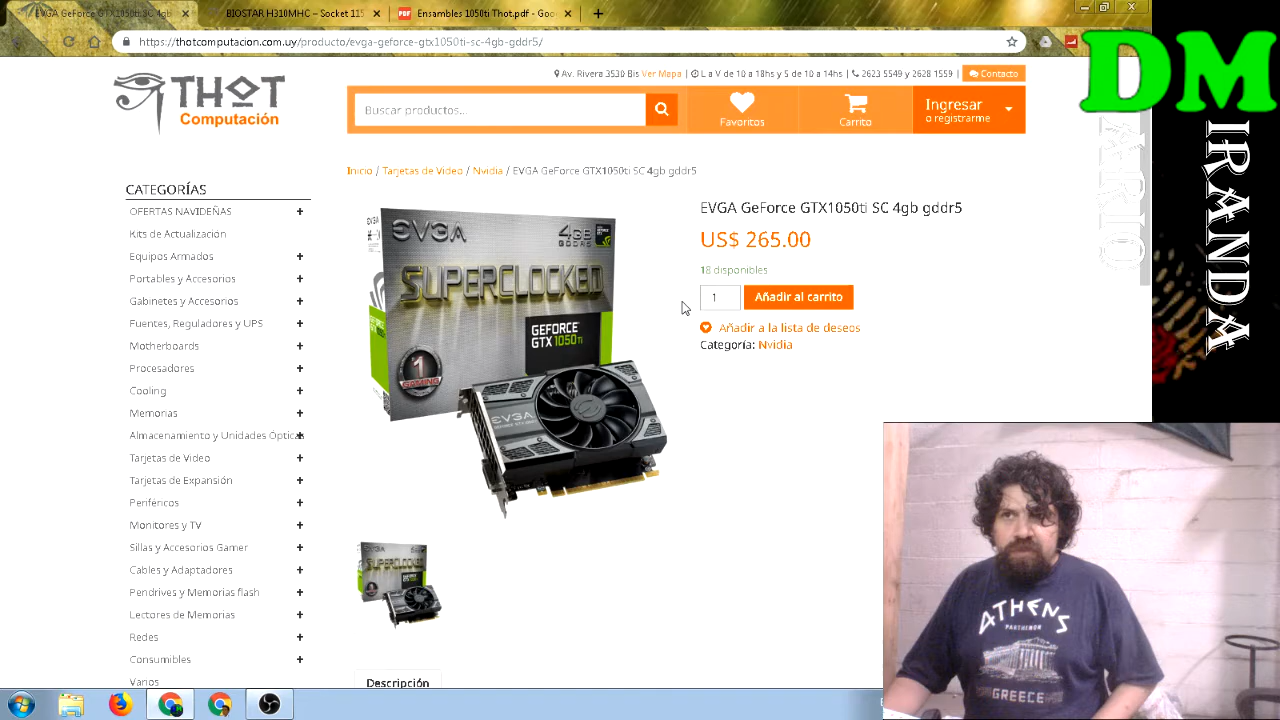 EVGA GeForce GTX1050ti SC 4gb
BIOSTAR H310MHC – Socket 115
Ensambles 1050ti Thot.pdf - Goo
https://thotcomputacion.com.uy/producto/evga-geforce-gtx1050ti-sc-4gb-gddr5/
DM
IRANDA
THOT
Computación
Av. Rivera 3530 Bis Ver Mapa | L a V de 10 a 18hs y S de 10 a 14hs | 2623 5549 y 2628 1559 | Contacto
Buscar productos...
Favoritos
Carrito
Ingresar
o registrarme
Inicio / Tarjetas de Video / Nvidia / EVGA GeForce GTX1050ti SC 4gb gddr5
CATEGORÍAS
OFERTAS NAVIDEÑAS +
Kits de Actualización
Equipos Armados +
Portables y Accesorios +
Gabinetes y Accesorios +
Fuentes, Reguladores y UPS +
Motherboards +
Procesadores +
Cooling +
Memorias +
Almacenamiento y Unidades Ópticas +
Tarjetas de Video +
Tarjetas de Expansión +
Periféricos +
Monitores y TV +
Sillas y Accesorios Gamer +
Cables y Adaptadores +
Pendrives y Memorias flash +
Lectores de Memorias +
Redes +
Consumibles +
Varios
EVGA
4GB
GDDR5
SUPERCLOCKED
GEFORCE
GTX 1050 Ti
1
GAMING
EVGA
EVGA GeForce GTX1050ti SC 4gb gddr5
US$ 265.00
18 disponibles
1
Añadir al carrito
Añadir a la lista de deseos
Categoría: Nvidia
Descripción
ATHENS
PARTHENON
GREECE